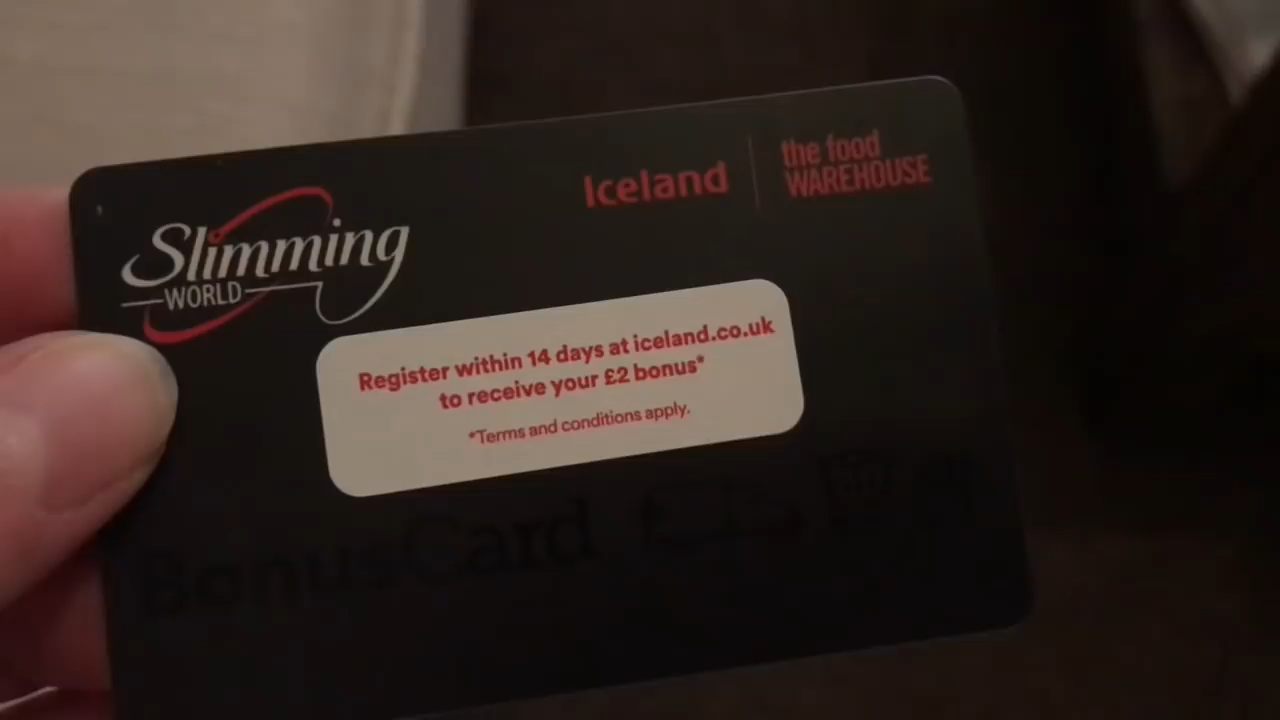 Slimming
WORLD
Iceland
the food
WAREHOUSE
Register within 14 days at iceland.co.uk
to receive your £2 bonus*
*Terms and conditions apply.
BonusCard